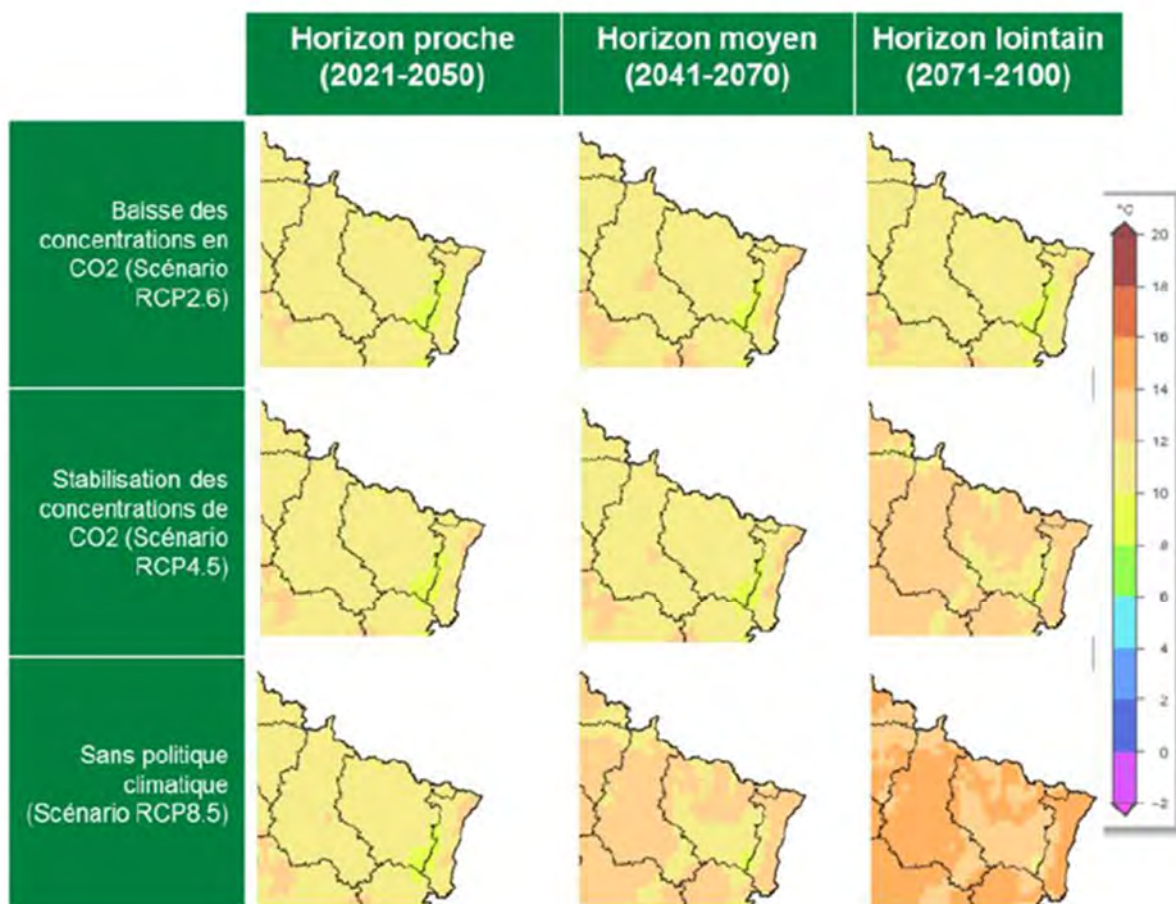 Horizon proche
(2021-2050)
Horizon moyen
(2041-2070)
Horizon lointain
(2071-2100)
Baisse des
concentrations en
CO2 (Scénario
RCP2.6)
Stabilisation des
concentrations de
CO2 (Scénario
RCP4.5)
Sans politique
climatique
(Scénario RCP8.5)
°C
20
18
16
14
12
10
8
6
4
2
0
-2